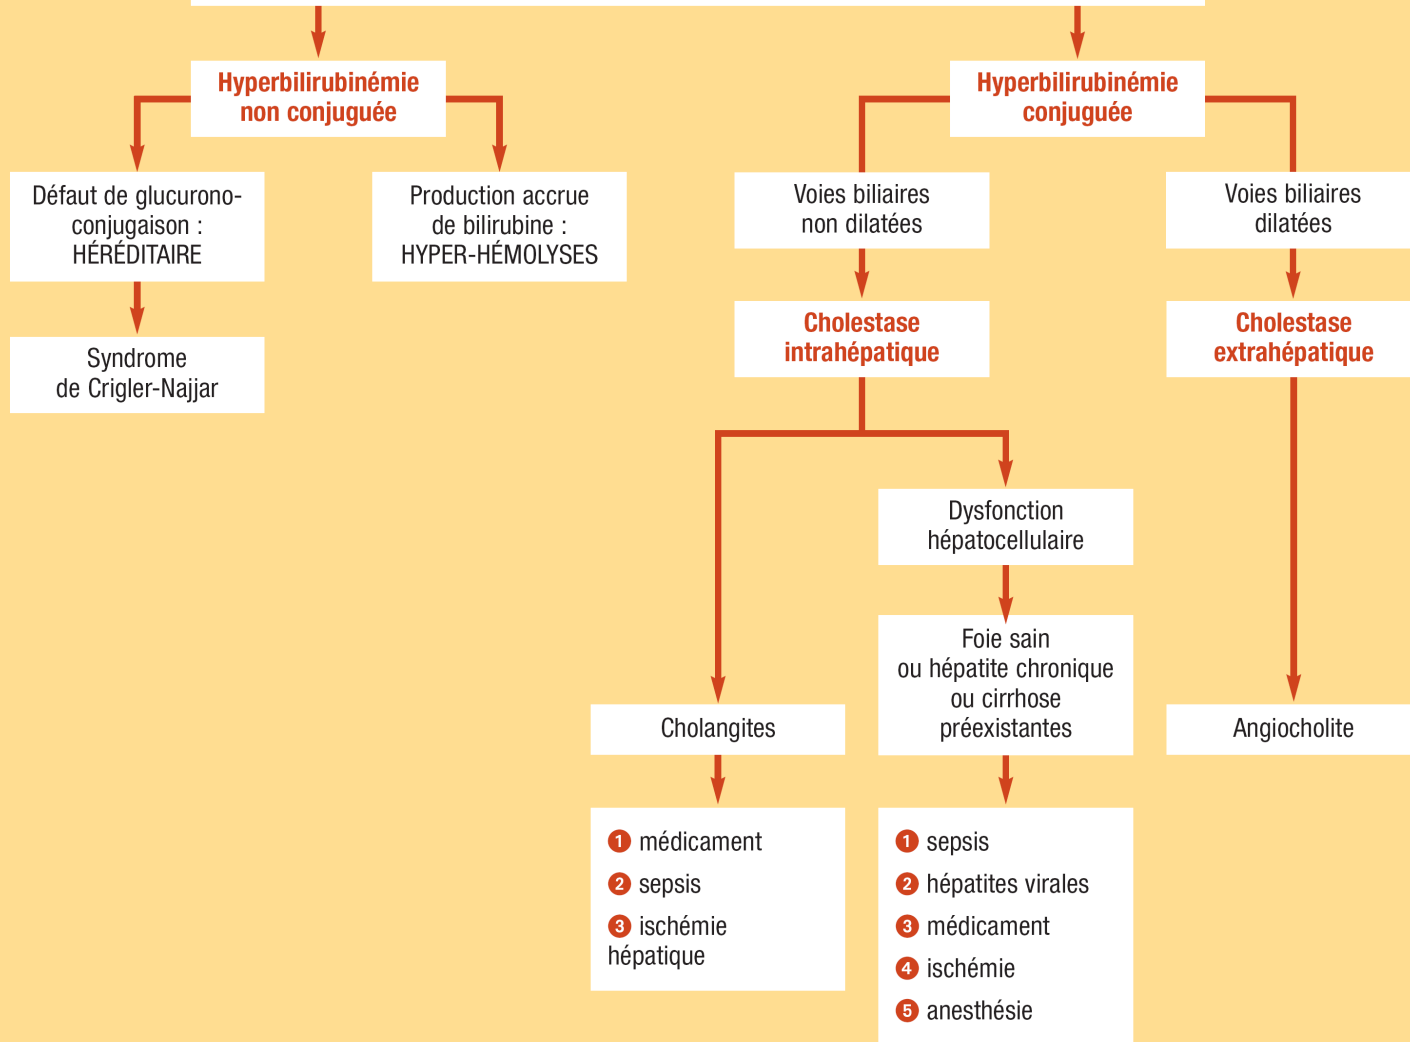 Hyperbilirubinémie
non conjuguée
Hyperbilirubinémie
conjuguée
Défaut de glucurono-
conjugaison :
HÉRÉDITAIRE
Production accrue
de bilirubine :
HYPER-HÉMOLYSES
Voies biliaires
non dilatées
Voies biliaires
dilatées
Syndrome
de Crigler-Najjar
Cholestase
intrahépatique
Cholestase
extrahépatique
Dysfonction
hépatocellulaire
Foie sain
ou hépatite chronique
ou cirrhose
préexistantes
Cholangites
Angiocholite
1 médicament
2 sepsis
3 ischémie
hépatique
1 sepsis
2 hépatites virales
3 médicament
4 ischémie
5 anesthésie